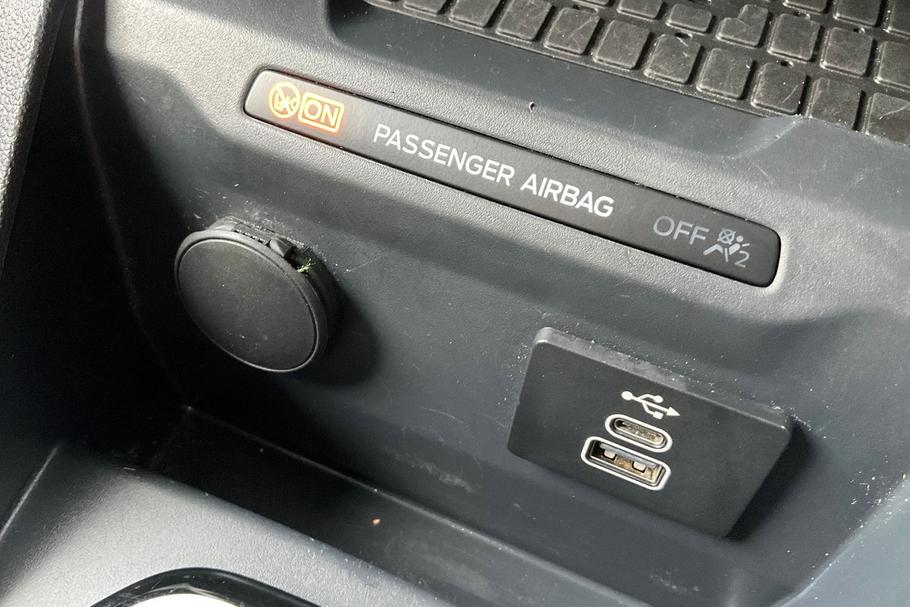 ON PASSENGER AIRBAG OFF 2